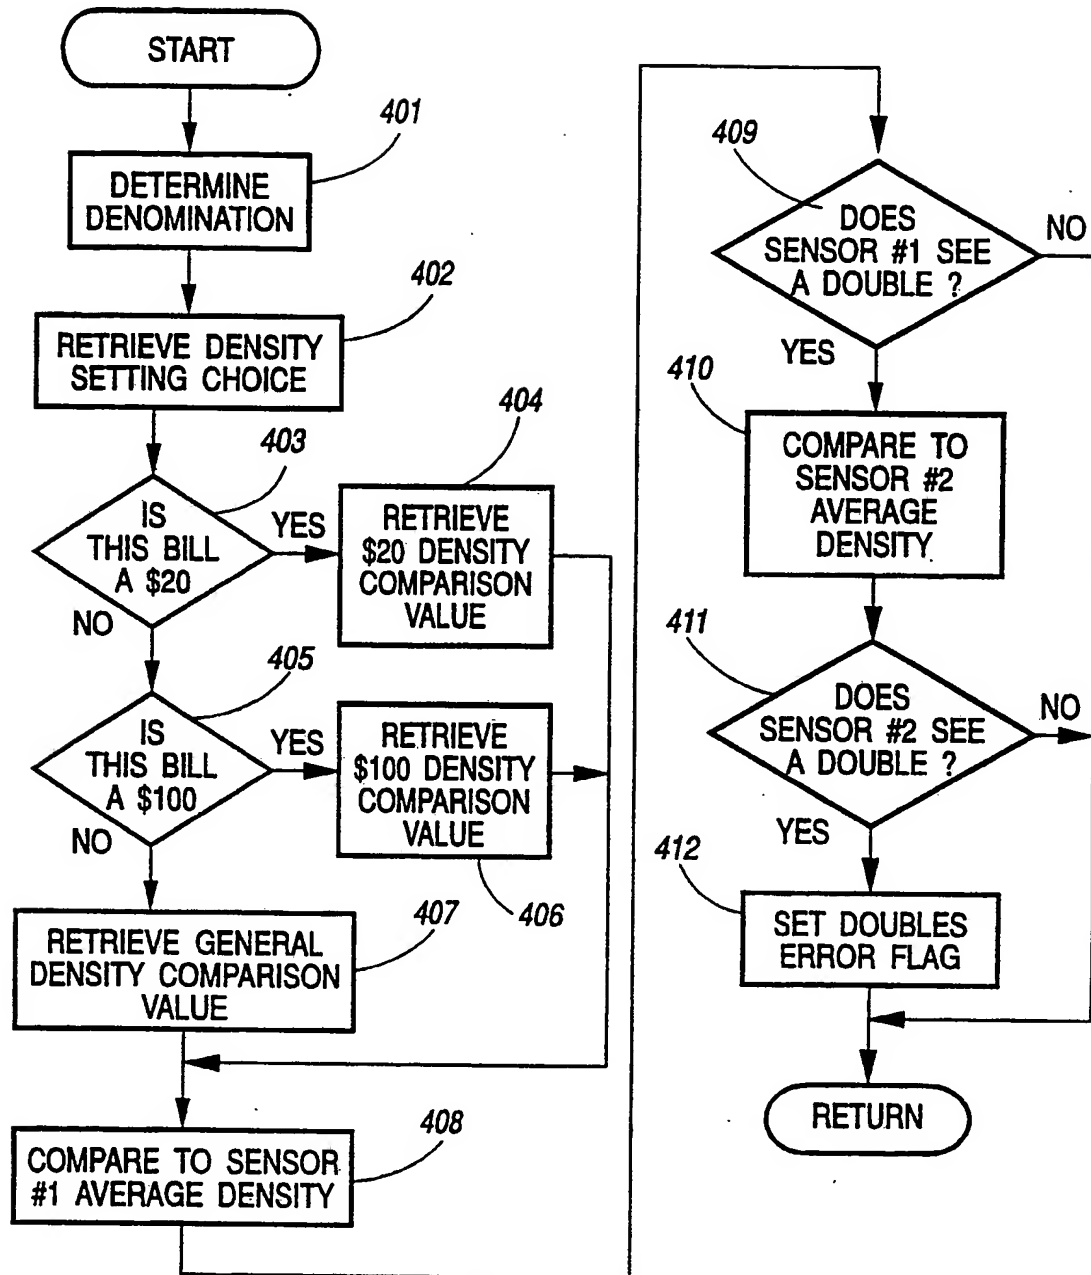 START
401
DETERMINE
DENOMINATION
402
RETRIEVE DENSITY
SETTING CHOICE
403
IS
THIS BILL
A $20
YES
NO
404
RETRIEVE
$20 DENSITY
COMPARISON
VALUE
405
IS
THIS BILL
A $100
YES
NO
RETRIEVE
$100 DENSITY
COMPARISON
VALUE
406
407
RETRIEVE GENERAL
DENSITY COMPARISON
VALUE
408
COMPARE TO SENSOR
#1 AVERAGE DENSITY
409
DOES
SENSOR #1 SEE
A DOUBLE ?
NO
YES
410
COMPARE TO
SENSOR #2
AVERAGE
DENSITY
411
DOES
SENSOR #2 SEE
A DOUBLE ?
NO
YES
412
SET DOUBLES
ERROR FLAG
RETURN